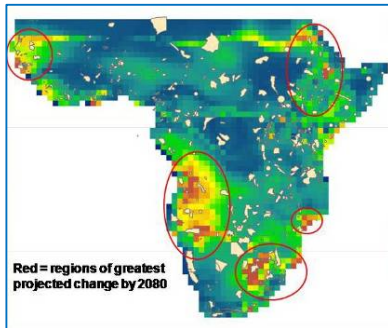 Red = regions of greatest
projected change by 2080